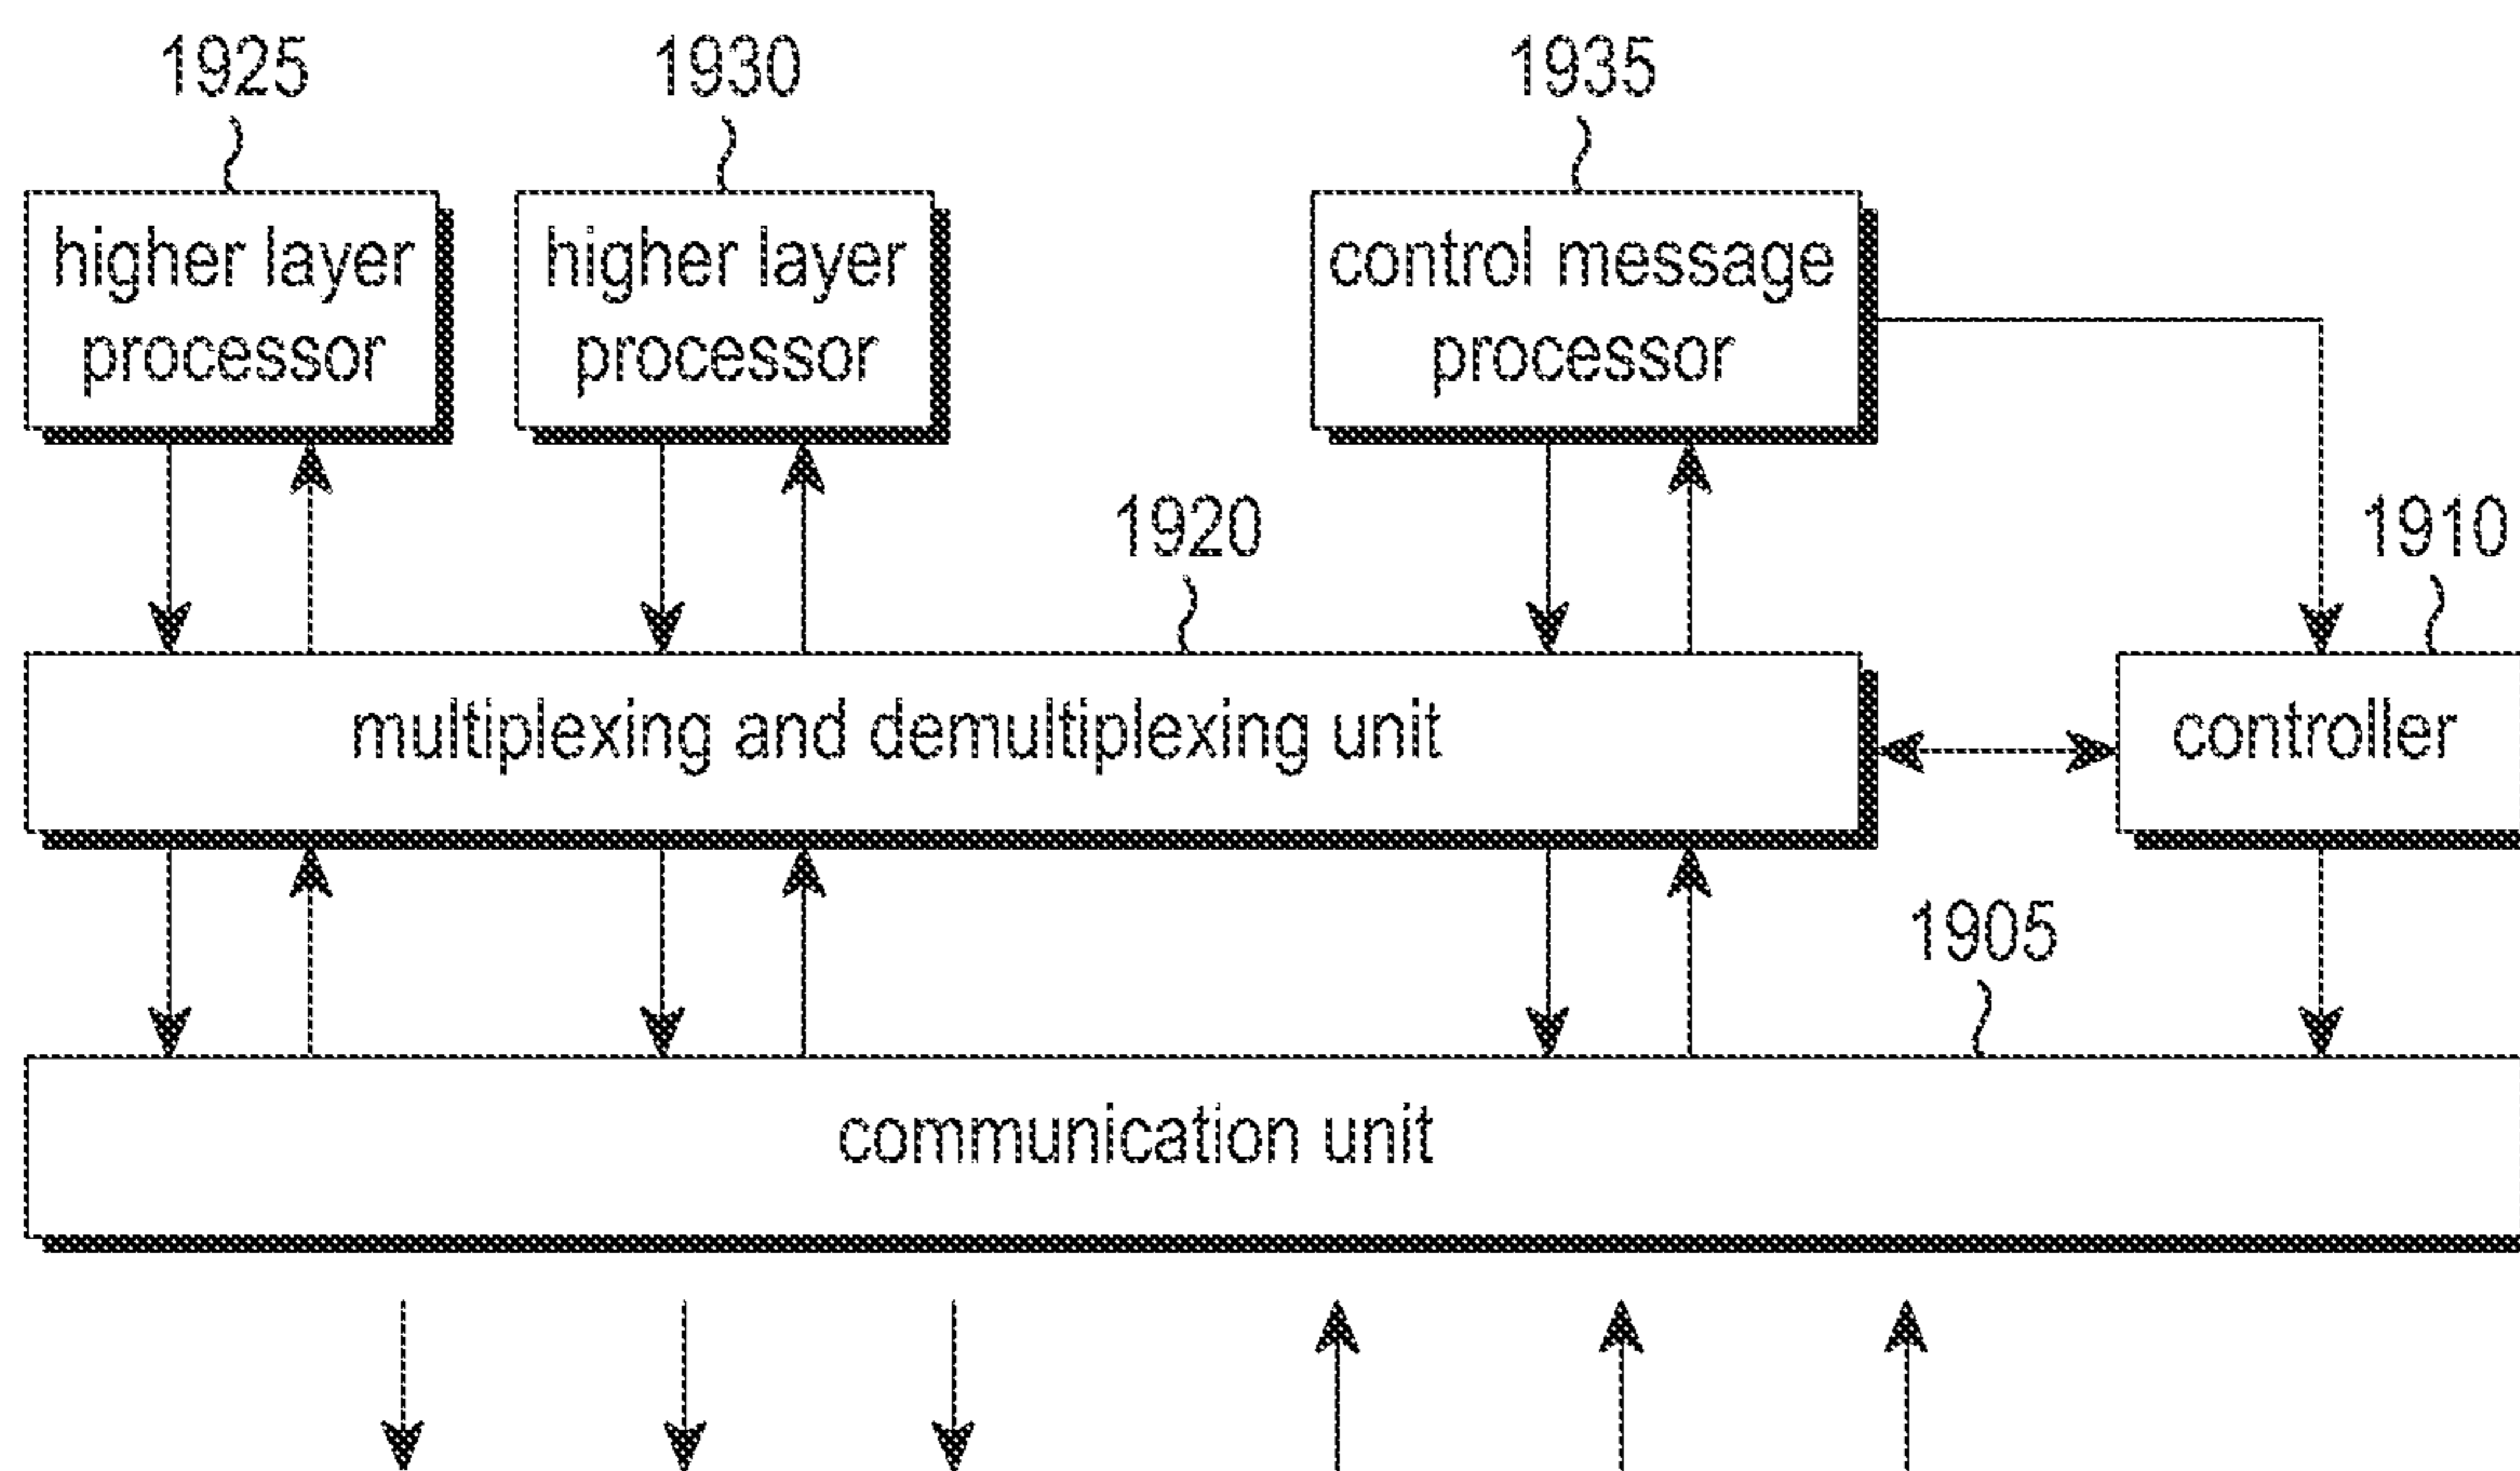 1925
1930
1935
higher layer
processor
higher layer
processor
control message
processor
1920
1910
multiplexing and demultiplexing unit
controller
1905
communication unit